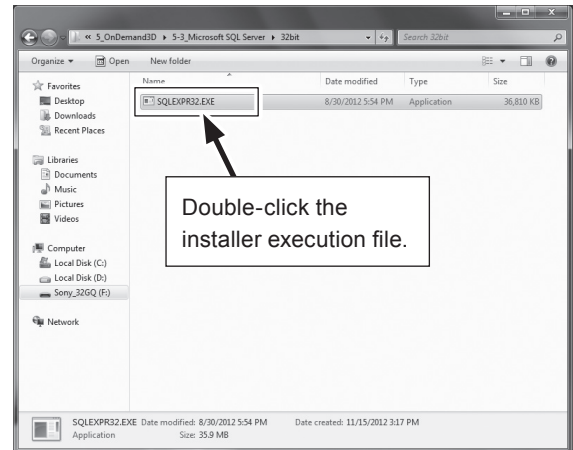 « 5_OnDemand3D ▸ 5-3_Microsoft SQL Server ▸ 32bit
Search 32bit
Organize ▾ Open New folder
Name Date modified Type Size
SQLEXPR32.EXE 8/30/2012 5:54 PM Application 36,810 KB
Favorites
Desktop
Downloads
Recent Places
Libraries
Documents
Music
Pictures
Videos
Computer
Local Disk (C:)
Local Disk (D:)
Sony_32GQ (F:)
Network
Double-click the
installer execution file.
SQLEXPR32.EXE Date modified: 8/30/2012 5:54 PM Date created: 11/15/2012 3:17 PM
Application Size: 35.9 MB